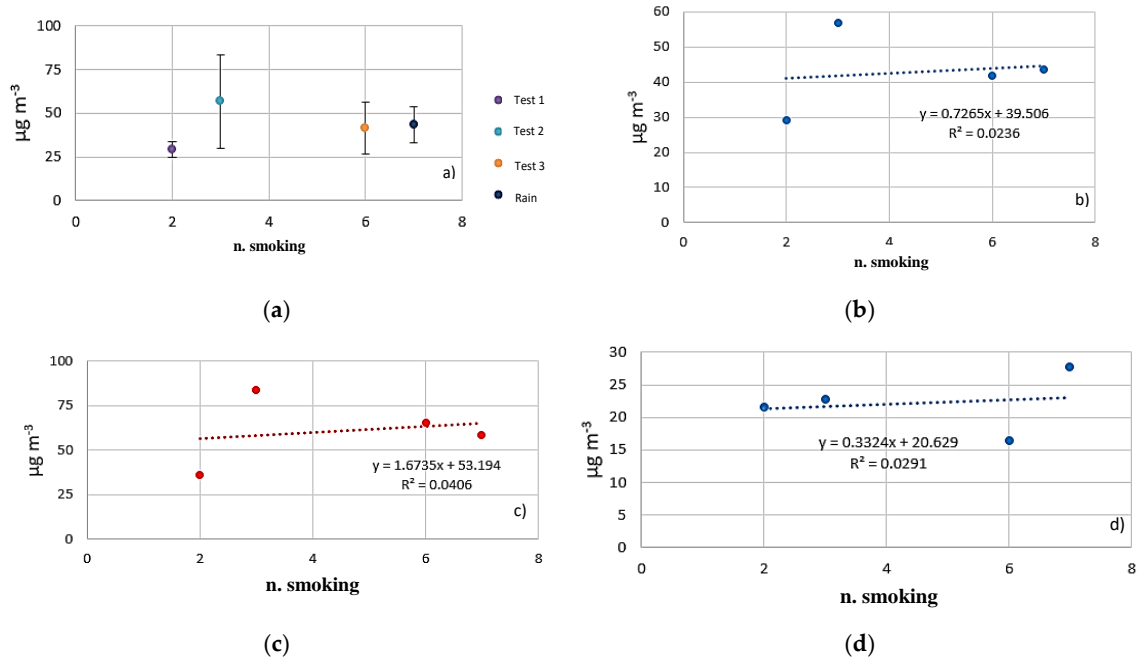 100
75
50
25
0
µg m⁻³
0 2 4 6 8
n. smoking
a)
Test 1
Test 2
Test 3
Rain
(a)
60
50
40
30
20
10
0
µg m⁻³
0 2 4 6 8
n. smoking
y = 0.7265x + 39.506
R² = 0.0236
b)
(b)
100
75
50
25
0
µg m⁻³
0 2 4 6 8
n. smoking
y = 1.6735x + 53.194
R² = 0.0406
c)
(c)
30
25
20
15
10
5
0
µg m⁻³
0 2 4 6 8
n. smoking
y = 0.3324x + 20.629
R² = 0.0291
d)
(d)